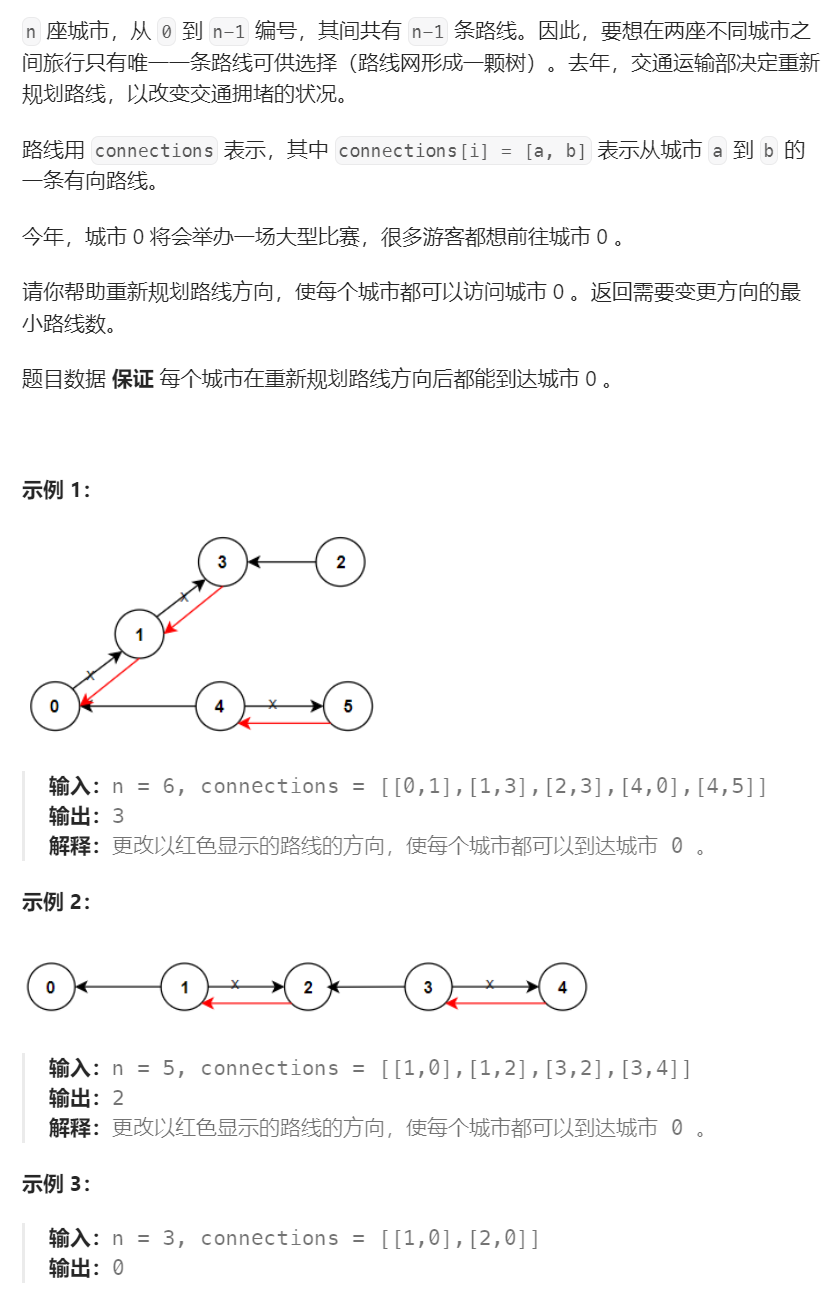 n 座城市，从 0 到 n-1 编号，其间共有 n-1 条路线。因此，要想在两座不同城市之
间旅行只有唯一一条路线可供选择（路线网形成一颗树）。去年，交通运输部决定重新
规划路线，以改变交通拥堵的状况。
路线用 connections 表示，其中 connections[i] = [a, b] 表示从城市 a 到 b 的
一条有向路线。
今年，城市 0 将会举办一场大型比赛，很多游客都想前往城市 0 。
请你帮助重新规划路线方向，使每个城市都可以访问城市 0 。返回需要变更方向的最
小路线数。
题目数据 保证 每个城市在重新规划路线方向后都能到达城市 0 。
示例 1：
3 2
x
1
x
0 4 x 5
输入：n = 6, connections = [[0,1],[1,3],[2,3],[4,0],[4,5]]
输出：3
解释：更改以红色显示的路线的方向，使每个城市都可以到达城市 0 。
示例 2：
0 1 x 2 3 x 4
输入：n = 5, connections = [[1,0],[1,2],[3,2],[3,4]]
输出：2
解释：更改以红色显示的路线的方向，使每个城市都可以到达城市 0 。
示例 3：
输入：n = 3, connections = [[1,0],[2,0]]
输出：0